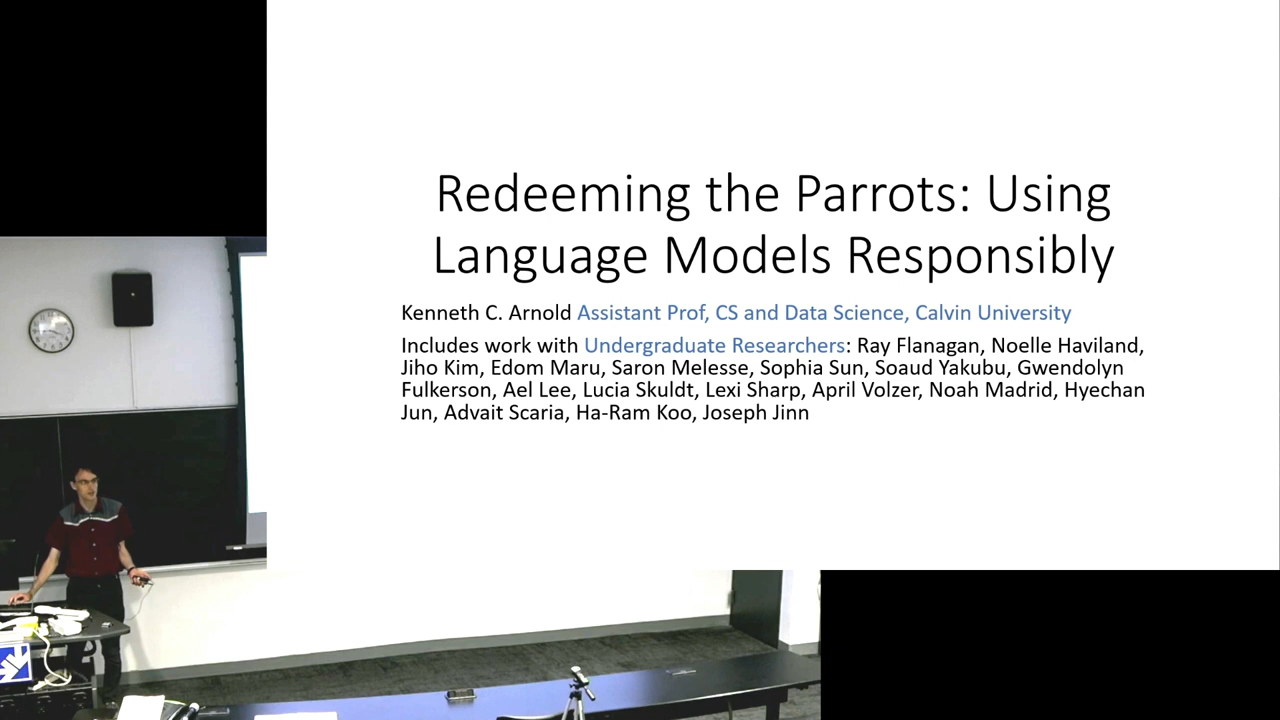 Redeeming the Parrots: Using
Language Models Responsibly
Kenneth C. Arnold Assistant Prof, CS and Data Science, Calvin University
Includes work with Undergraduate Researchers: Ray Flanagan, Noelle Haviland,
Jiho Kim, Edom Maru, Saron Melesse, Sophia Sun, Soaud Yakubu, Gwendolyn
Fulkerson, Ael Lee, Lucia Skuldt, Lexi Sharp, April Volzer, Noah Madrid, Hyechan
Jun, Advait Scaria, Ha-Ram Koo, Joseph Jinn